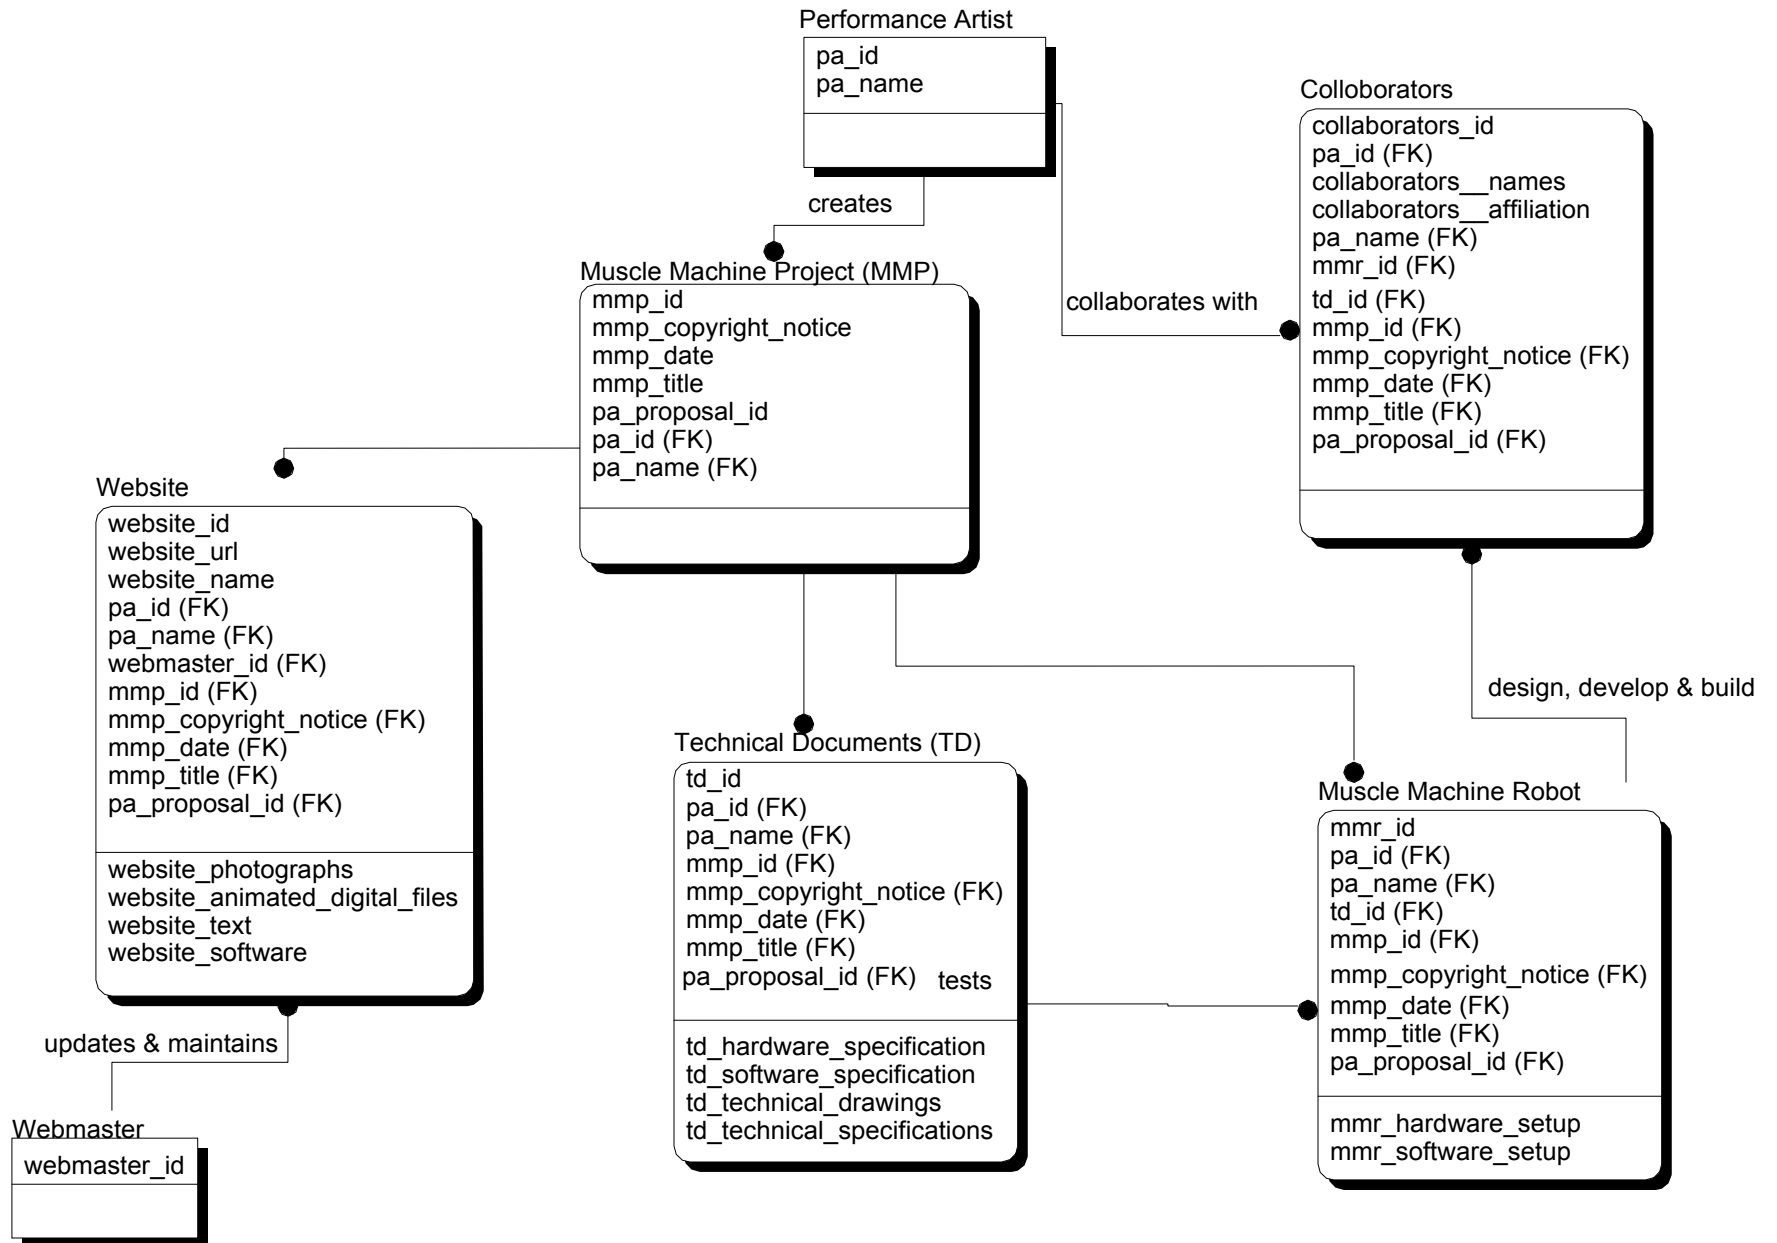 Performance Artist
pa_id
pa_name
creates
collaborates with
Colloborators
collaborators_id
pa_id (FK)
collaborators__names
collaborators__affiliation
pa_name (FK)
mmr_id (FK)
td_id (FK)
mmp_id (FK)
mmp_copyright_notice (FK)
mmp_date (FK)
mmp_title (FK)
pa_proposal_id (FK)
Muscle Machine Project (MMP)
mmp_id
mmp_copyright_notice
mmp_date
mmp_title
pa_proposal_id
pa_id (FK)
pa_name (FK)
Website
website_id
website_url
website_name
pa_id (FK)
pa_name (FK)
webmaster_id (FK)
mmp_id (FK)
mmp_copyright_notice (FK)
mmp_date (FK)
mmp_title (FK)
pa_proposal_id (FK)
website_photographs
website_animated_digital_files
website_text
website_software
updates & maintains
Webmaster
webmaster_id
Technical Documents (TD)
td_id
pa_id (FK)
pa_name (FK)
mmp_id (FK)
mmp_copyright_notice (FK)
mmp_date (FK)
mmp_title (FK)
pa_proposal_id (FK)
tests
td_hardware_specification
td_software_specification
td_technical_drawings
td_technical_specifications
design, develop & build
Muscle Machine Robot
mmr_id
pa_id (FK)
pa_name (FK)
td_id (FK)
mmp_id (FK)
mmp_copyright_notice (FK)
mmp_date (FK)
mmp_title (FK)
pa_proposal_id (FK)
mmr_hardware_setup
mmr_software_setup